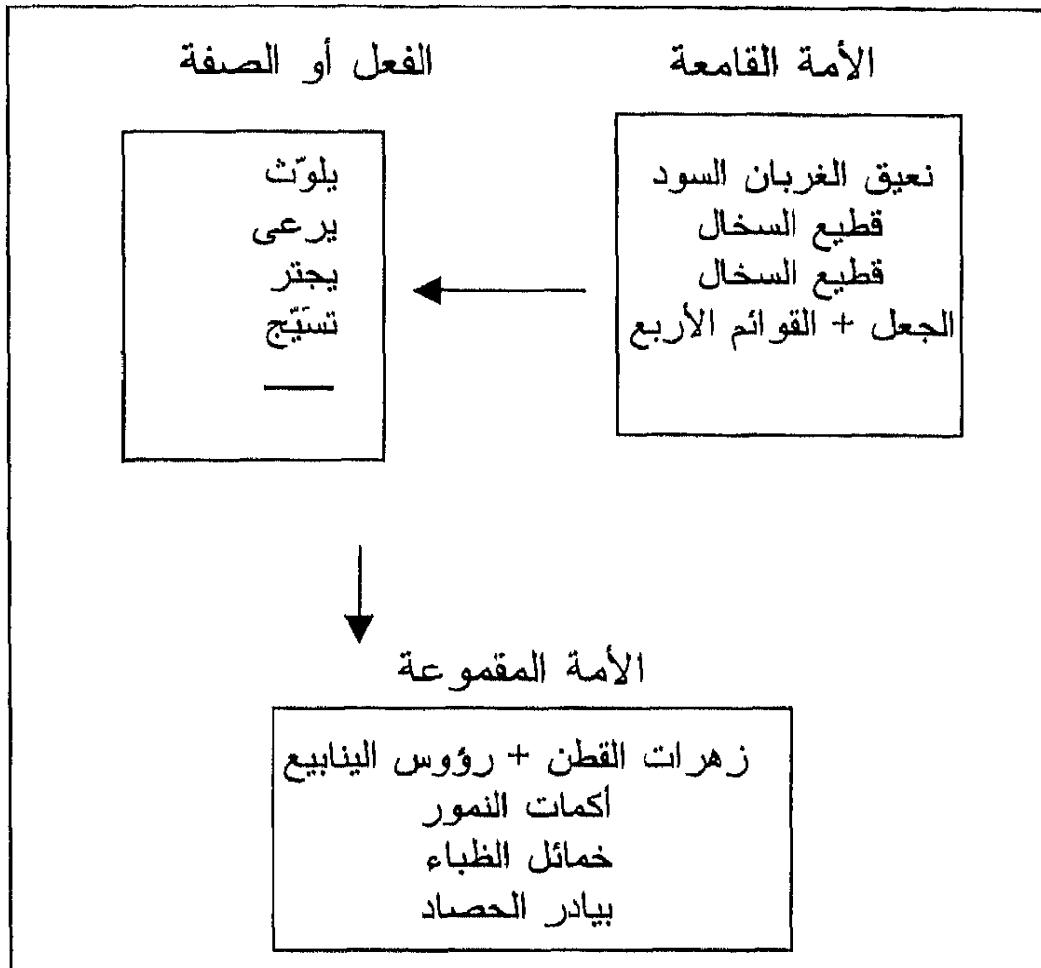 الأمة القامعة
نعيق الغربان السود
قطيع السخال
قطيع السخال
الجعل + القوائم الأربع
الفعل أو الصفة
يلوّث
يرعى
يجتر
تسَيّج
الأمة المقموعة
زهرات القطن + رؤوس الينابيع
أكمات النمور
خمائل الظباء
بيادر الحصاد